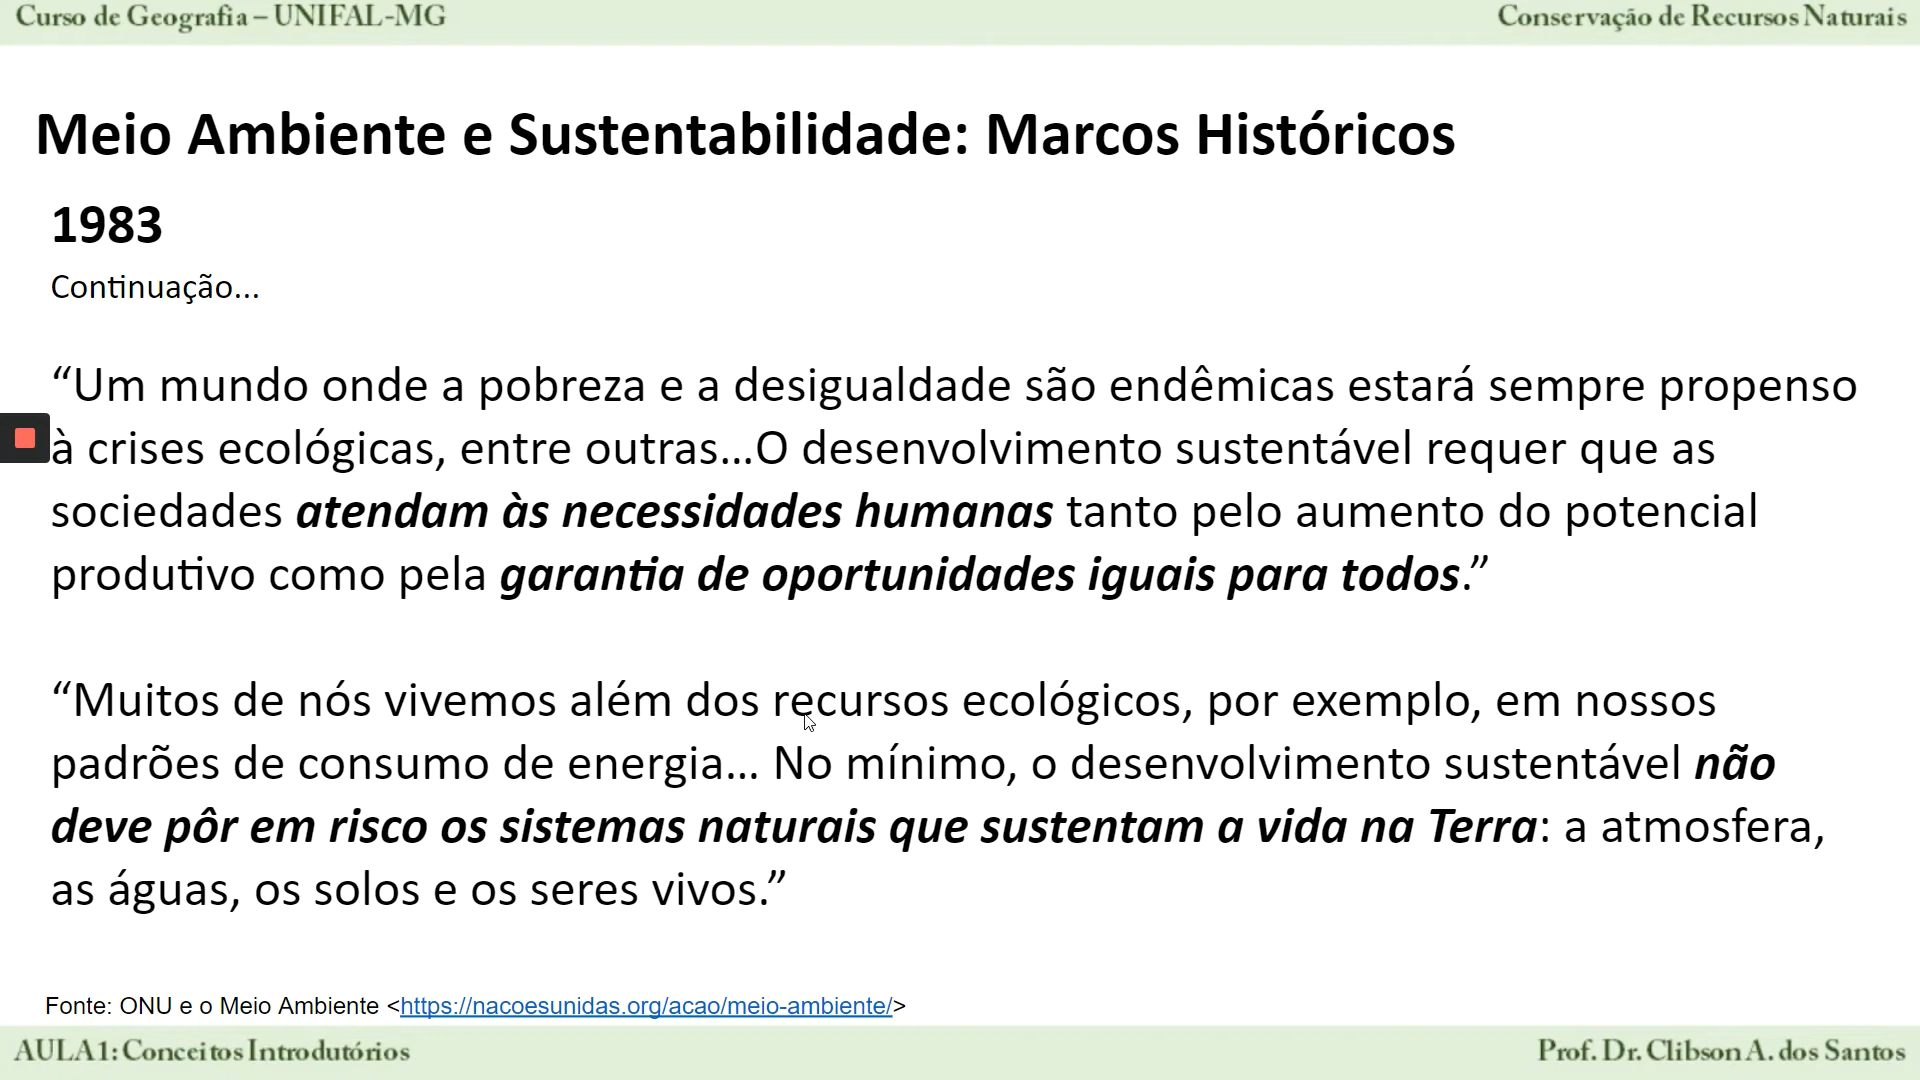 Curso de Geografia – UNIFAL-MG
Conservação de Recursos Naturais
Meio Ambiente e Sustentabilidade: Marcos Históricos
1983
Continuação...
“Um mundo onde a pobreza e a desigualdade são endêmicas estará sempre propenso
à crises ecológicas, entre outras...O desenvolvimento sustentável requer que as
sociedades atendam às necessidades humanas tanto pelo aumento do potencial
produtivo como pela garantia de oportunidades iguais para todos.”
“Muitos de nós vivemos além dos recursos ecológicos, por exemplo, em nossos
padrões de consumo de energia... No mínimo, o desenvolvimento sustentável não
deve pôr em risco os sistemas naturais que sustentam a vida na Terra: a atmosfera,
as águas, os solos e os seres vivos.”
Fonte: ONU e o Meio Ambiente <https://nacoesunidas.org/acao/meio-ambiente/>
AULA1: Conceitos Introdutórios
Prof. Dr. Clibson A. dos Santos